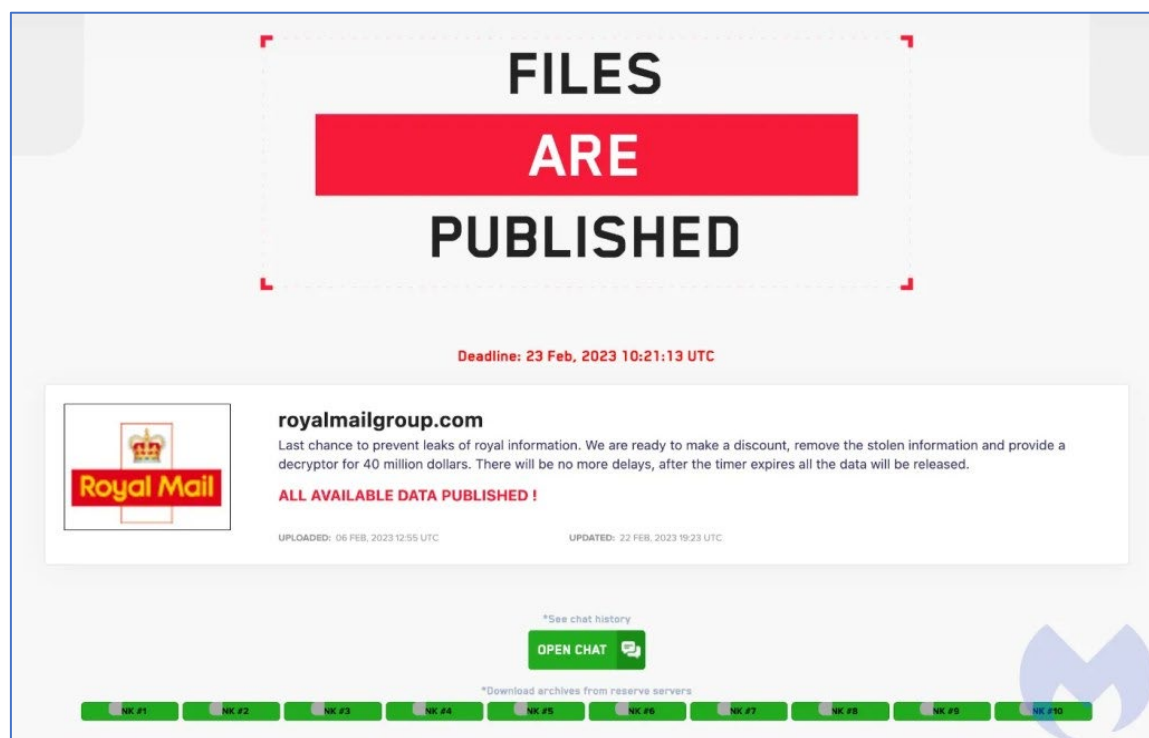 FILES
ARE
PUBLISHED
Deadline: 23 Feb, 2023 10:21:13 UTC
Royal Mail
royalmailgroup.com
Last chance to prevent leaks of royal information. We are ready to make a discount, remove the stolen information and provide a
decryptor for 40 million dollars. There will be no more delays, after the timer expires all the data will be released.
ALL AVAILABLE DATA PUBLISHED !
UPLOADED: 06 FEB, 2023 12:55 UTC UPDATED: 22 FEB, 2023 19:23 UTC
*See chat history
OPEN CHAT
*Download archives from reserve servers
NK #1 NK #2 NK #3 NK #4 NK #5 NK #6 NK #7 NK #8 NK #9 NK #10